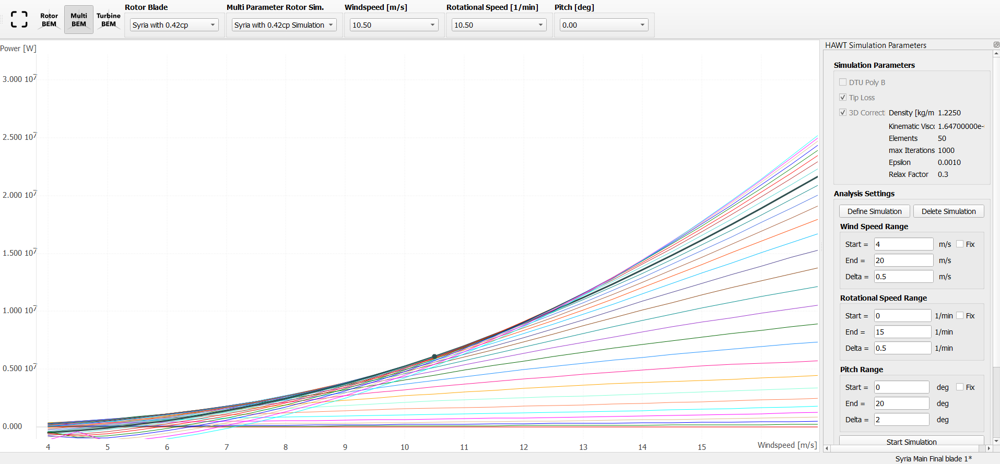 Rotor BEM
Multi BEM
Turbine BEM
Rotor Blade
Syria with 0.42cp
Multi Parameter Rotor Sim.
Syria with 0.42cp Simulation
Windspeed [m/s]
10.50
Rotational Speed [1/min]
10.50
Pitch [deg]
0.00
Power [W]
3.000 10^7
2.500 10^7
2.000 10^7
1.500 10^7
1.000 10^7
0.500 10^7
0.000
4 5 6 7 8 9 10 11 12 13 14 15
Windspeed [m/s]
HAWT Simulation Parameters
Simulation Parameters
DTU Poly B
Tip Loss
3D Correcti Density [kg/m 1.2250
Kinematic Visco 1.64700000e-
Elements 50
max Iterations 1000
Epsilon 0.0010
Relax Factor 0.3
Analysis Settings
Define Simulation Delete Simulation
Wind Speed Range
Start = 4 m/s Fix
End = 20 m/s
Delta = 0.5 m/s
Rotational Speed Range
Start = 0 1/min Fix
End = 15 1/min
Delta = 0.5 1/min
Pitch Range
Start = 0 deg Fix
End = 20 deg
Delta = 2 deg
Start Simulation
Syria Main Final blade 1*